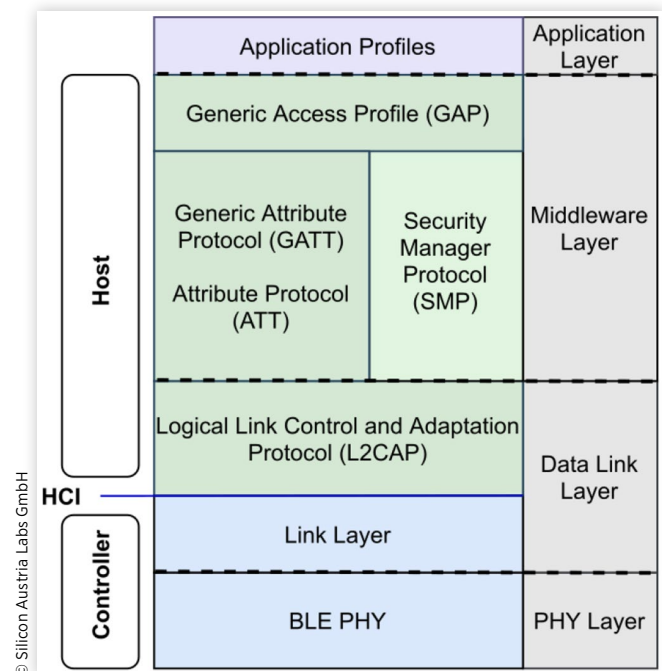 Application Profiles
Application
Layer
Generic Access Profile (GAP)
Host
Generic Attribute
Protocol (GATT)
Attribute Protocol
(ATT)
Security
Manager
Protocol
(SMP)
Middleware
Layer
Logical Link Control and Adaptation
Protocol (L2CAP)
Data Link
Layer
HCI
Controller
Link Layer
BLE PHY
PHY Layer
© Silicon Austria Labs GmbH